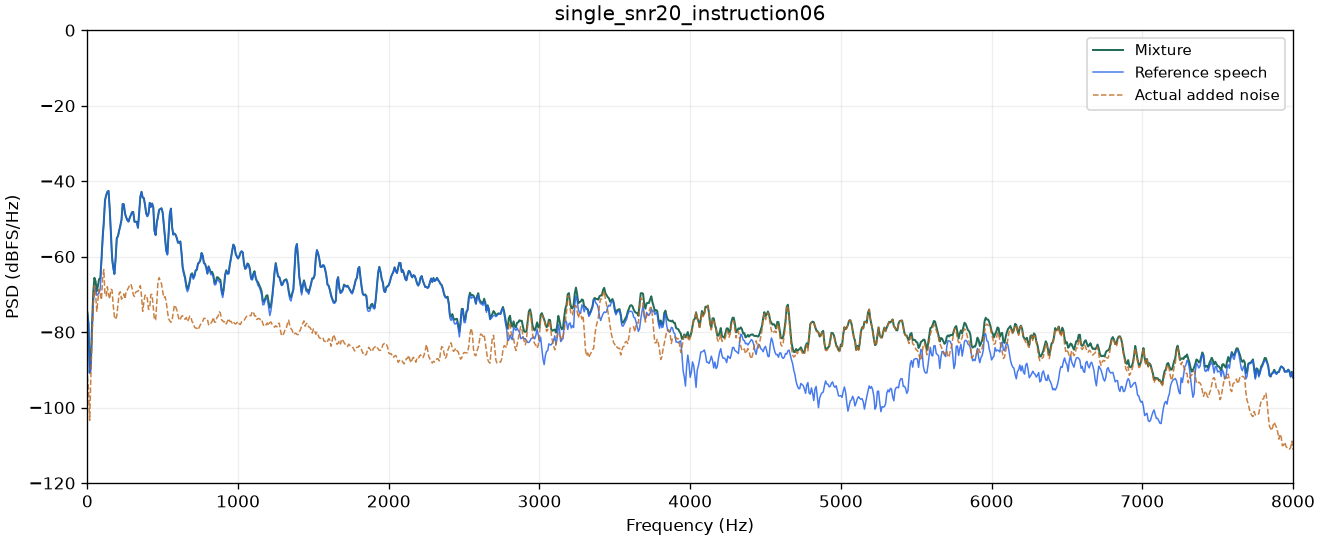 single_snr20_instruction06
Mixture
Reference speech
Actual added noise
PSD (dBFS/Hz)
0
−20
−40
−60
−80
−100
−120
0 1000 2000 3000 4000 5000 6000 7000 8000
Frequency (Hz)